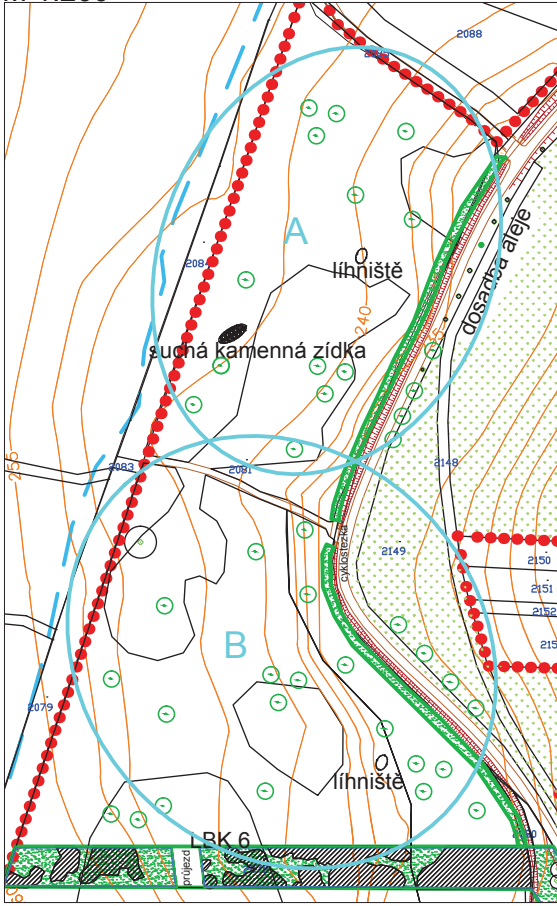 2088
A
líhniště
dosadba aleje
2084
240
suchá kamenná zídka
255
2083
2081
2148
cyklostezka
2149
2150
2151
2152
B
2079
líhniště
LBK 6
průjezd